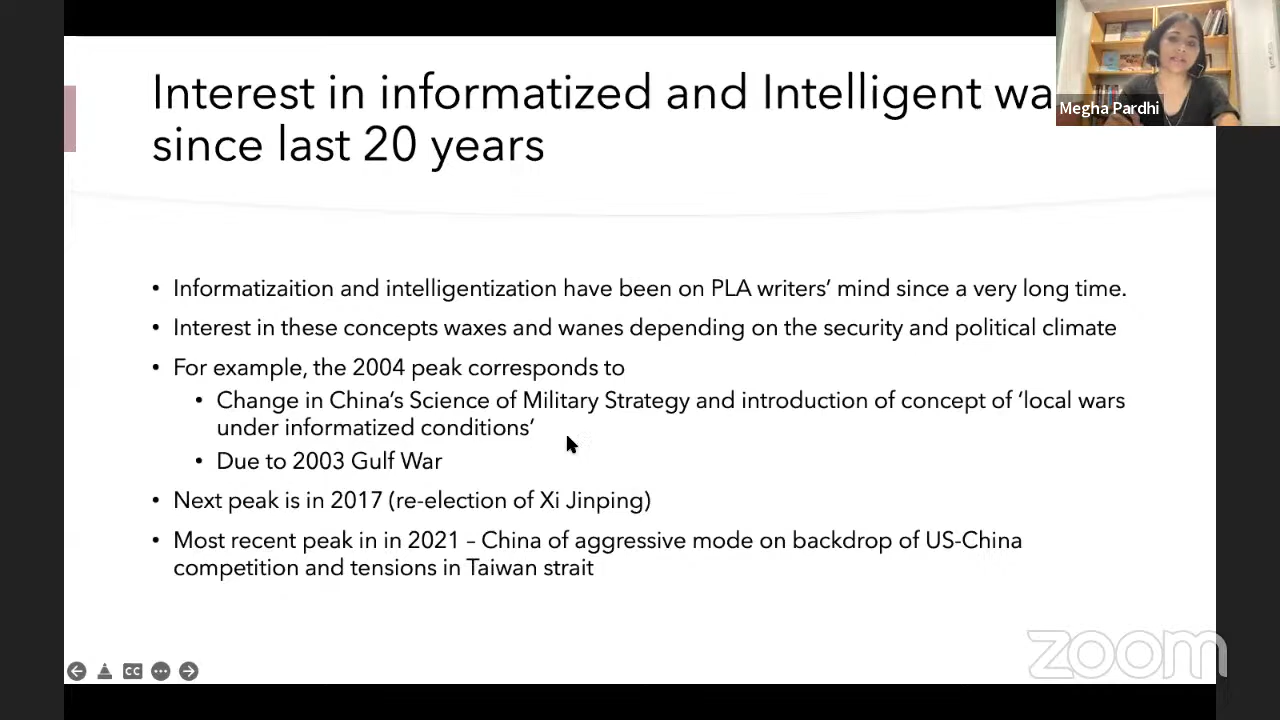 Interest in informatized and Intelligent wa
since last 20 years
Megha Pardhi
• Informatizaition and intelligentization have been on PLA writers’ mind since a very long time.
• Interest in these concepts waxes and wanes depending on the security and political climate
• For example, the 2004 peak corresponds to
• Change in China’s Science of Military Strategy and introduction of concept of ‘local wars
under informatized conditions’
• Due to 2003 Gulf War
• Next peak is in 2017 (re-election of Xi Jinping)
• Most recent peak in in 2021 – China of aggressive mode on backdrop of US-China
competition and tensions in Taiwan strait
CC
zoom